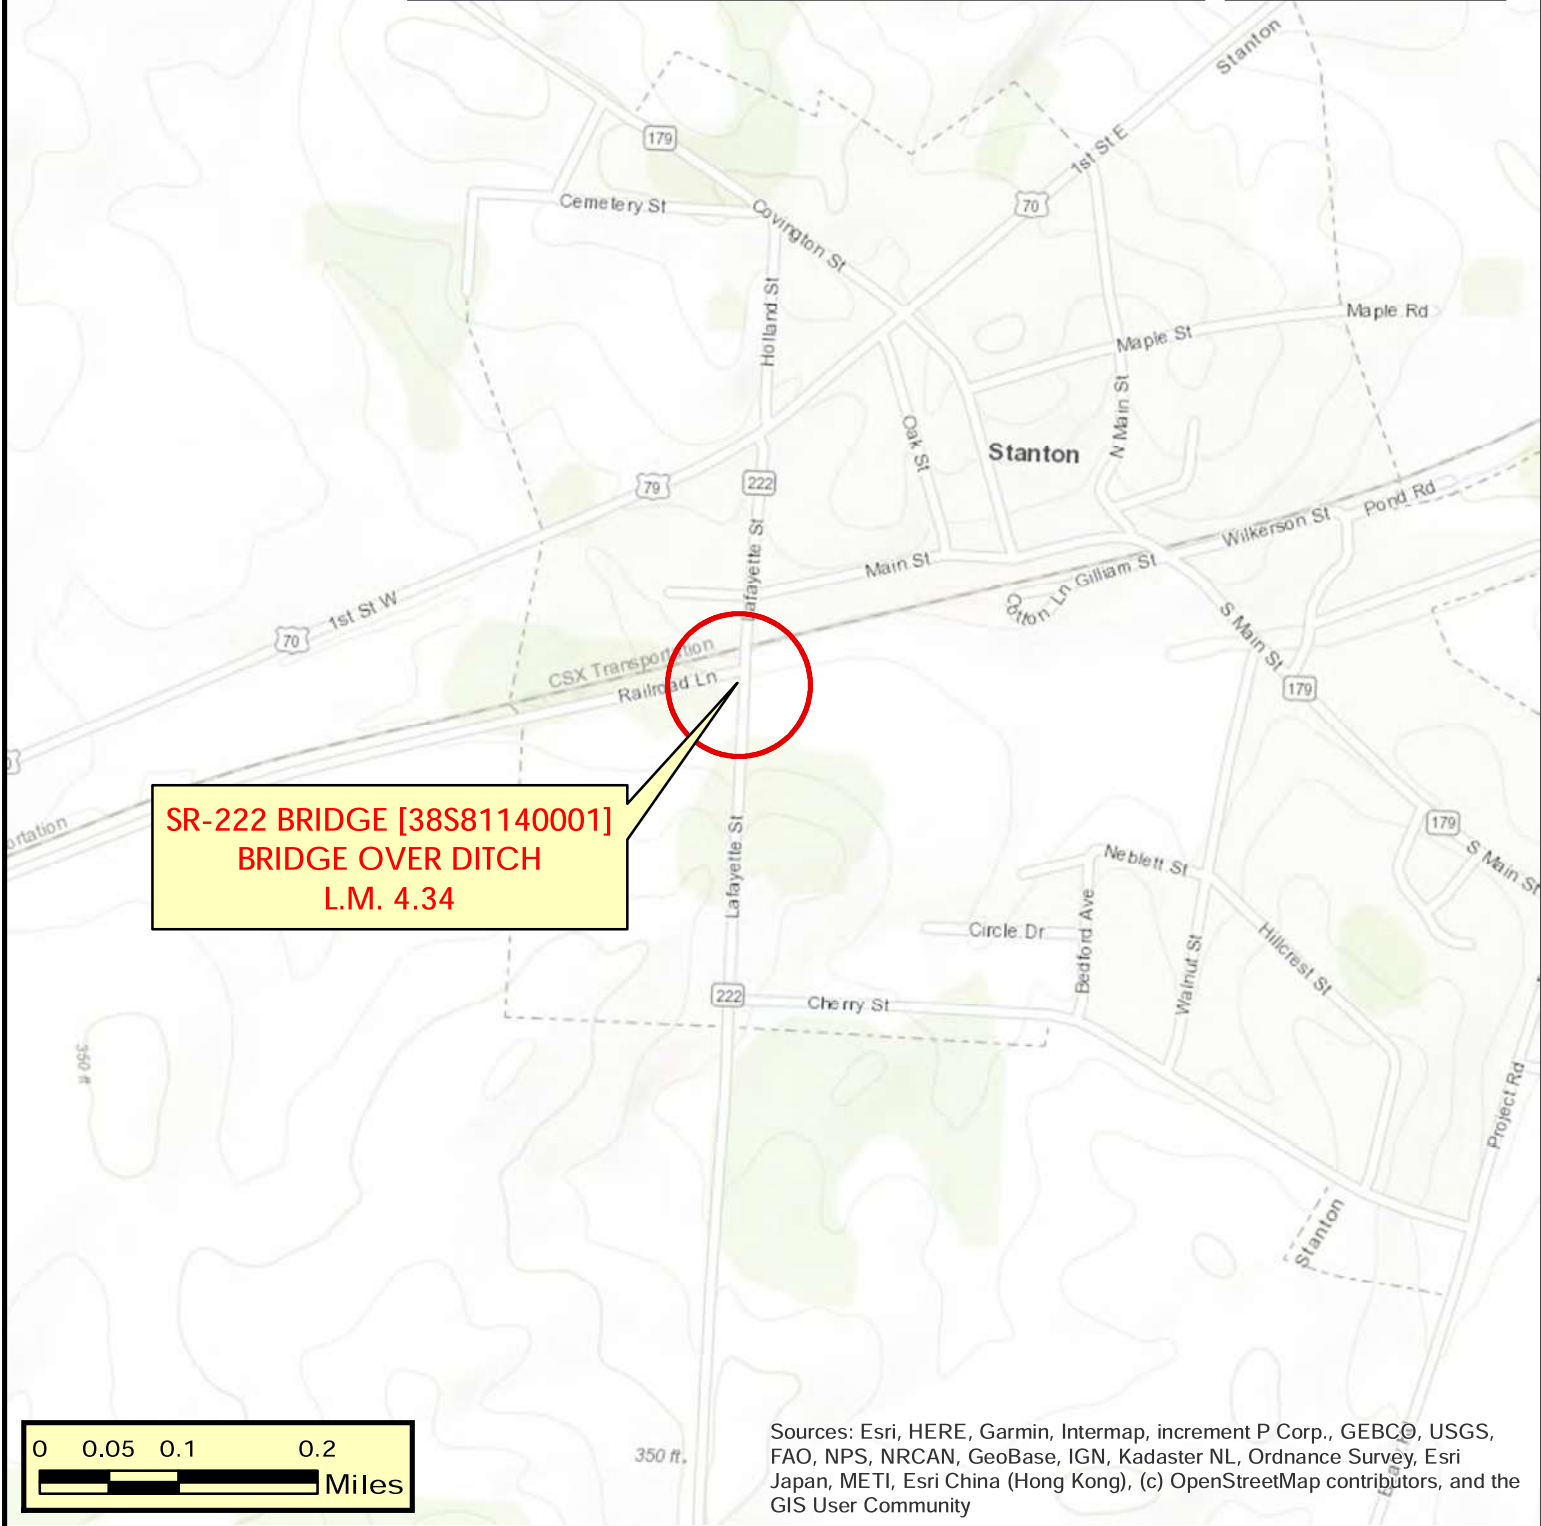 Stanton
179
1st St E
Cemetery St
70
Covington St
Holland St
Maple Rd
Maple St
N Main St
Oak St
Stanton
79
222
Pond Rd
Wilkerson St
Lafayette St
Main St
Gilliam St
Cotton Ln
1st St W
70
S Main St
CSX Transportation
Railroad Ln
179
SR-222 BRIDGE [38S81140001]
BRIDGE OVER DITCH
L.M. 4.34
portation
Lafayette St
179
S Main St
Neblett St
Bedford Ave
Circle Dr
Walnut St
Hillcrest St
222
Cherry St
350 ft
Project Rd
Stanton
350 ft.
0 0.05 0.1 0.2
Miles
Sources: Esri, HERE, Garmin, Intermap, increment P Corp., GEBCO, USGS,
FAO, NPS, NRCAN, GeoBase, IGN, Kadaster NL, Ordnance Survey, Esri
Japan, METI, Esri China (Hong Kong), (c) OpenStreetMap contributors, and the
GIS User Community